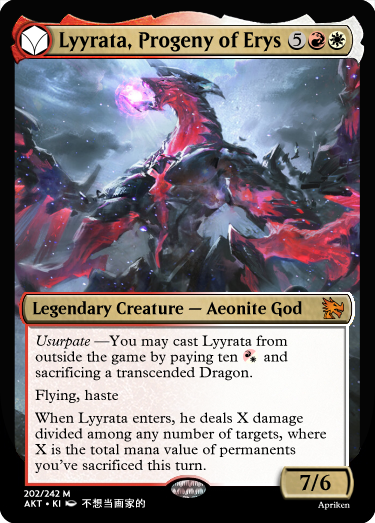 Lyyrata, Progeny of Erys 5
Legendary Creature — Aeonite God
Usurpate —You may cast Lyyrata from
outside the game by paying ten and
sacrificing a transcended Dragon.
Flying, haste
When Lyyrata enters, he deals X damage
divided among any number of targets, where
X is the total mana value of permanents
you've sacrificed this turn.
7/6
202/242 M
AKT • KI 不想当画家的
Apriken